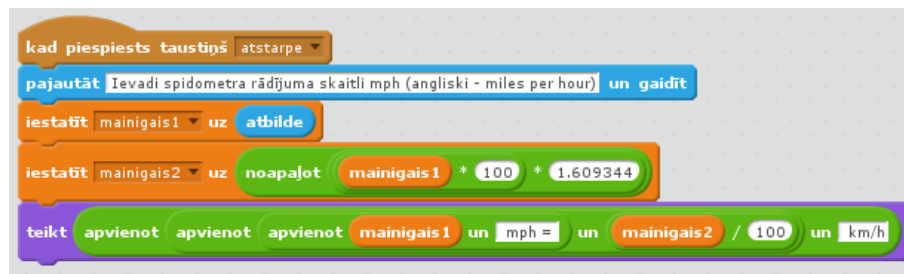 kad piespiests taustiņš atstarpe
pajautāt Ievadi spidometra rādījuma skaitli mph (angliski - miles per hour) un gaidīt
iestatīt mainigais1 uz atbilde
iestatīt mainigais2 uz noapaļot mainigais1 * 100 * 1.609344
teikt apvienot apvienot apvienot mainigais1 un mph = un mainigais2 / 100 un km/h